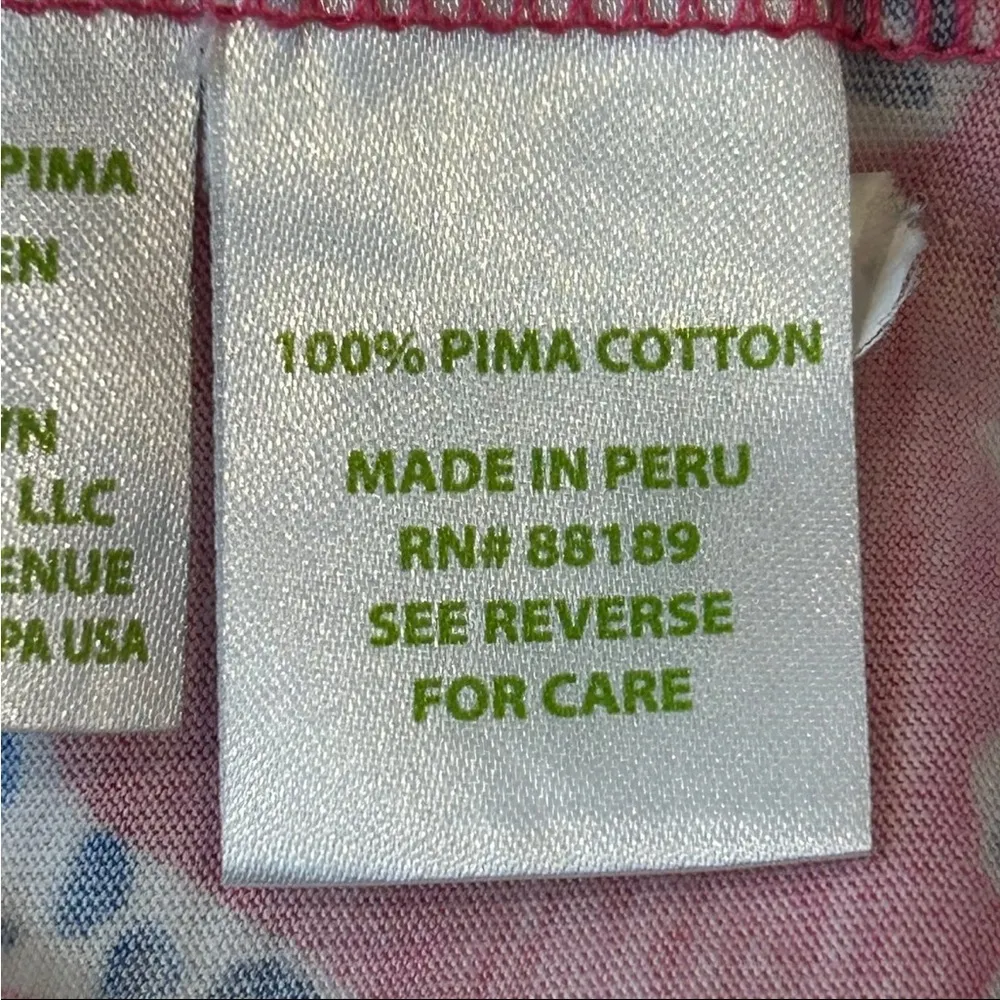 PIMA
EN
WN
LLC
ENUE
PA USA
100% PIMA COTTON
MADE IN PERU
RN# 88189
SEE REVERSE
FOR CARE